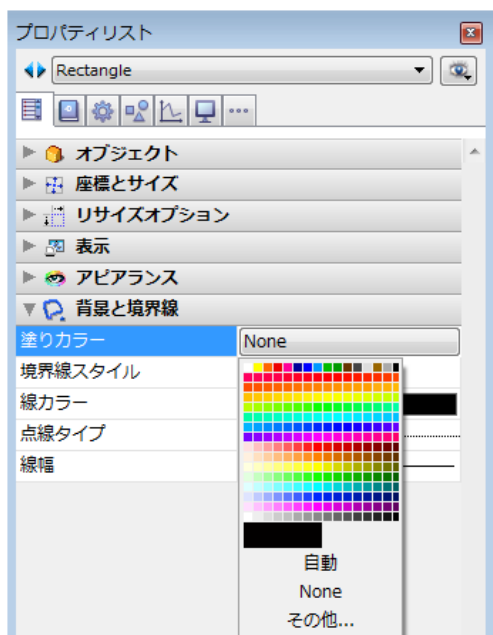 プロパティリスト
Rectangle
オブジェクト
座標とサイズ
リサイズオプション
表示
アピアランス
背景と境界線
塗りカラー
None
境界線スタイル
線カラー
点線タイプ
線幅
自動
None
その他...